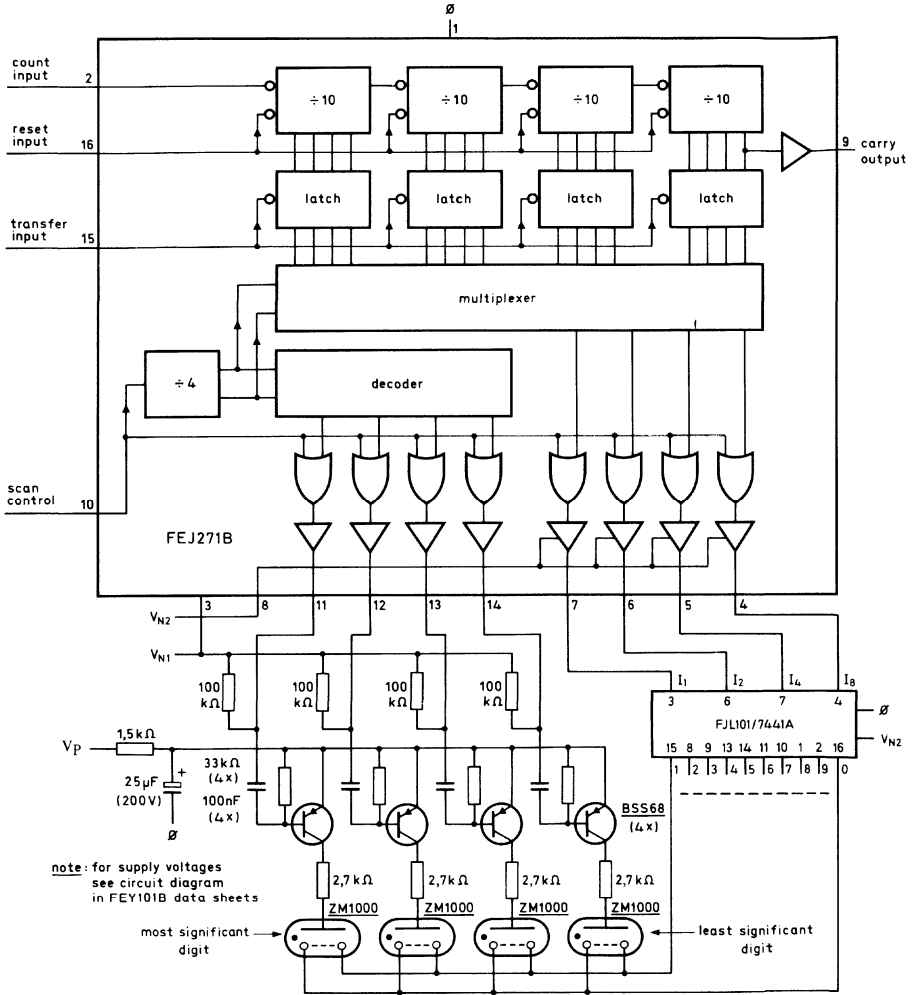 Ø
1
count
input
2
÷10
÷10
÷10
÷10
reset
input
16
9
carry
output
latch
latch
latch
latch
transfer
input
15
multiplexer
÷4
decoder
scan
control
10
FEJ271B
3
8
11
12
13
14
7
6
5
4
VN2
VN1
100
kΩ
100
kΩ
100
kΩ
100
kΩ
I1
I2
I4
I8
3
6
7
4
FJL101/7441A
Ø
VN2
15 8 9 13 14 11 10 1 2 16
1 2 3 4 5 6 7 8 9 0
VP
1,5kΩ
25µF
(200V)
+
Ø
33kΩ
(4x)
100nF
(4x)
BSS68
(4x)
note: for supply voltages
see circuit diagram
in FEY101B data sheets
2,7kΩ
2,7kΩ
2,7kΩ
2,7kΩ
ZM1000
ZM1000
ZM1000
ZM1000
most significant
digit
least significant
digit